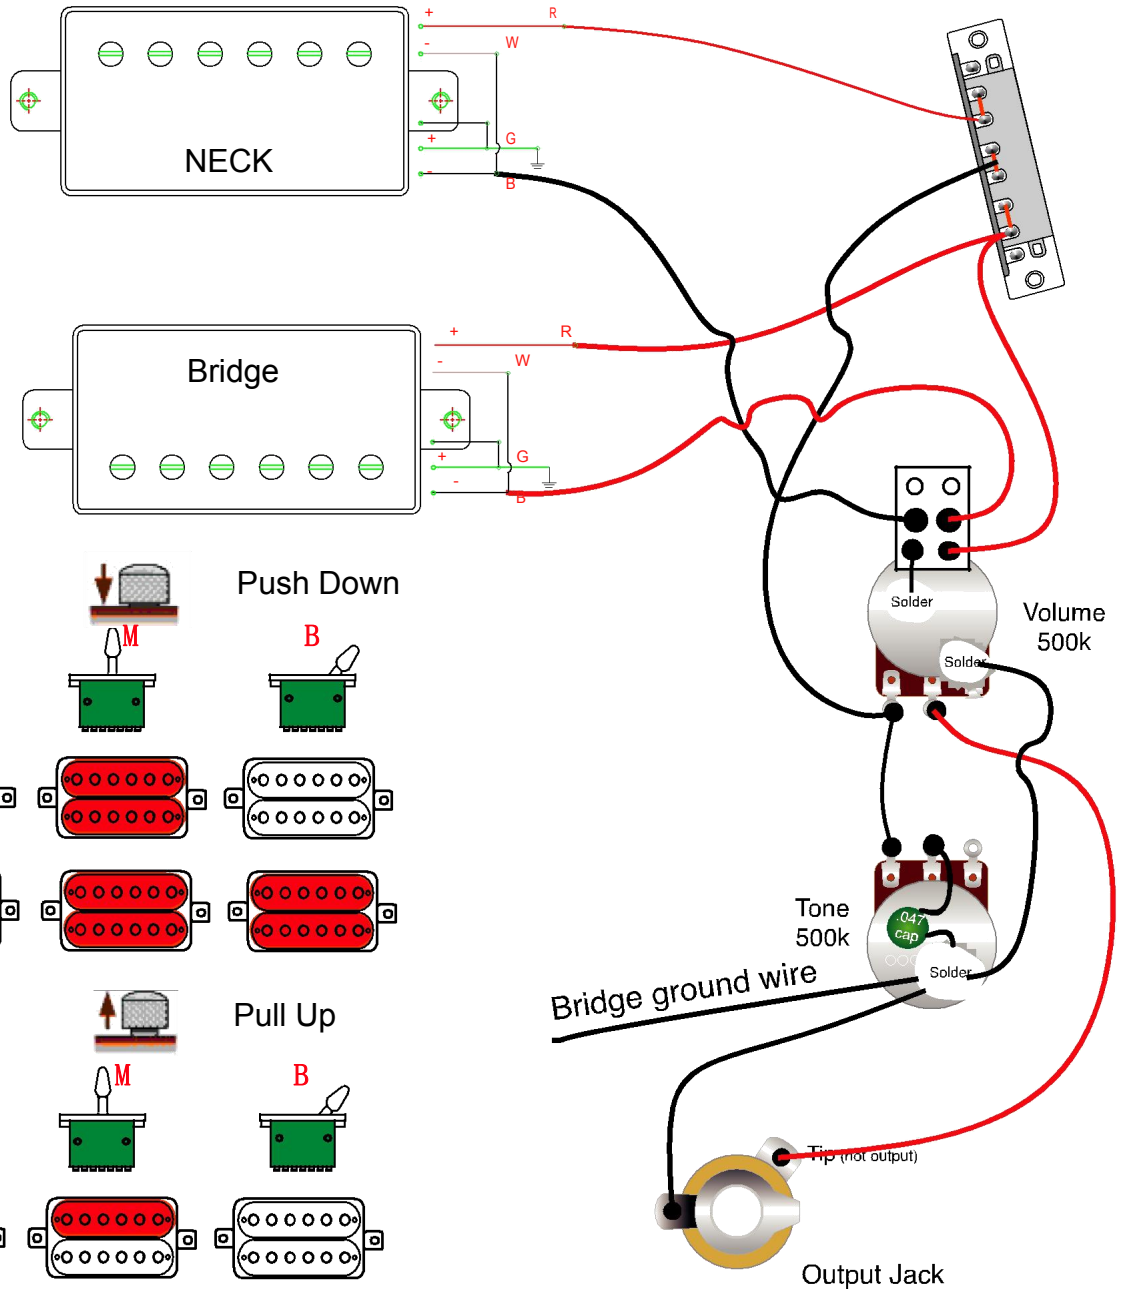 + R
- W
NECK
+ G
- B
+ R
- W
Bridge
+ G
- B
Solder
Volume
500k
Solder
Push Down
M B
Tone
500k
.047
cap
Solder
Bridge ground wire
Pull Up
M B
Tip (hot output)
Output Jack